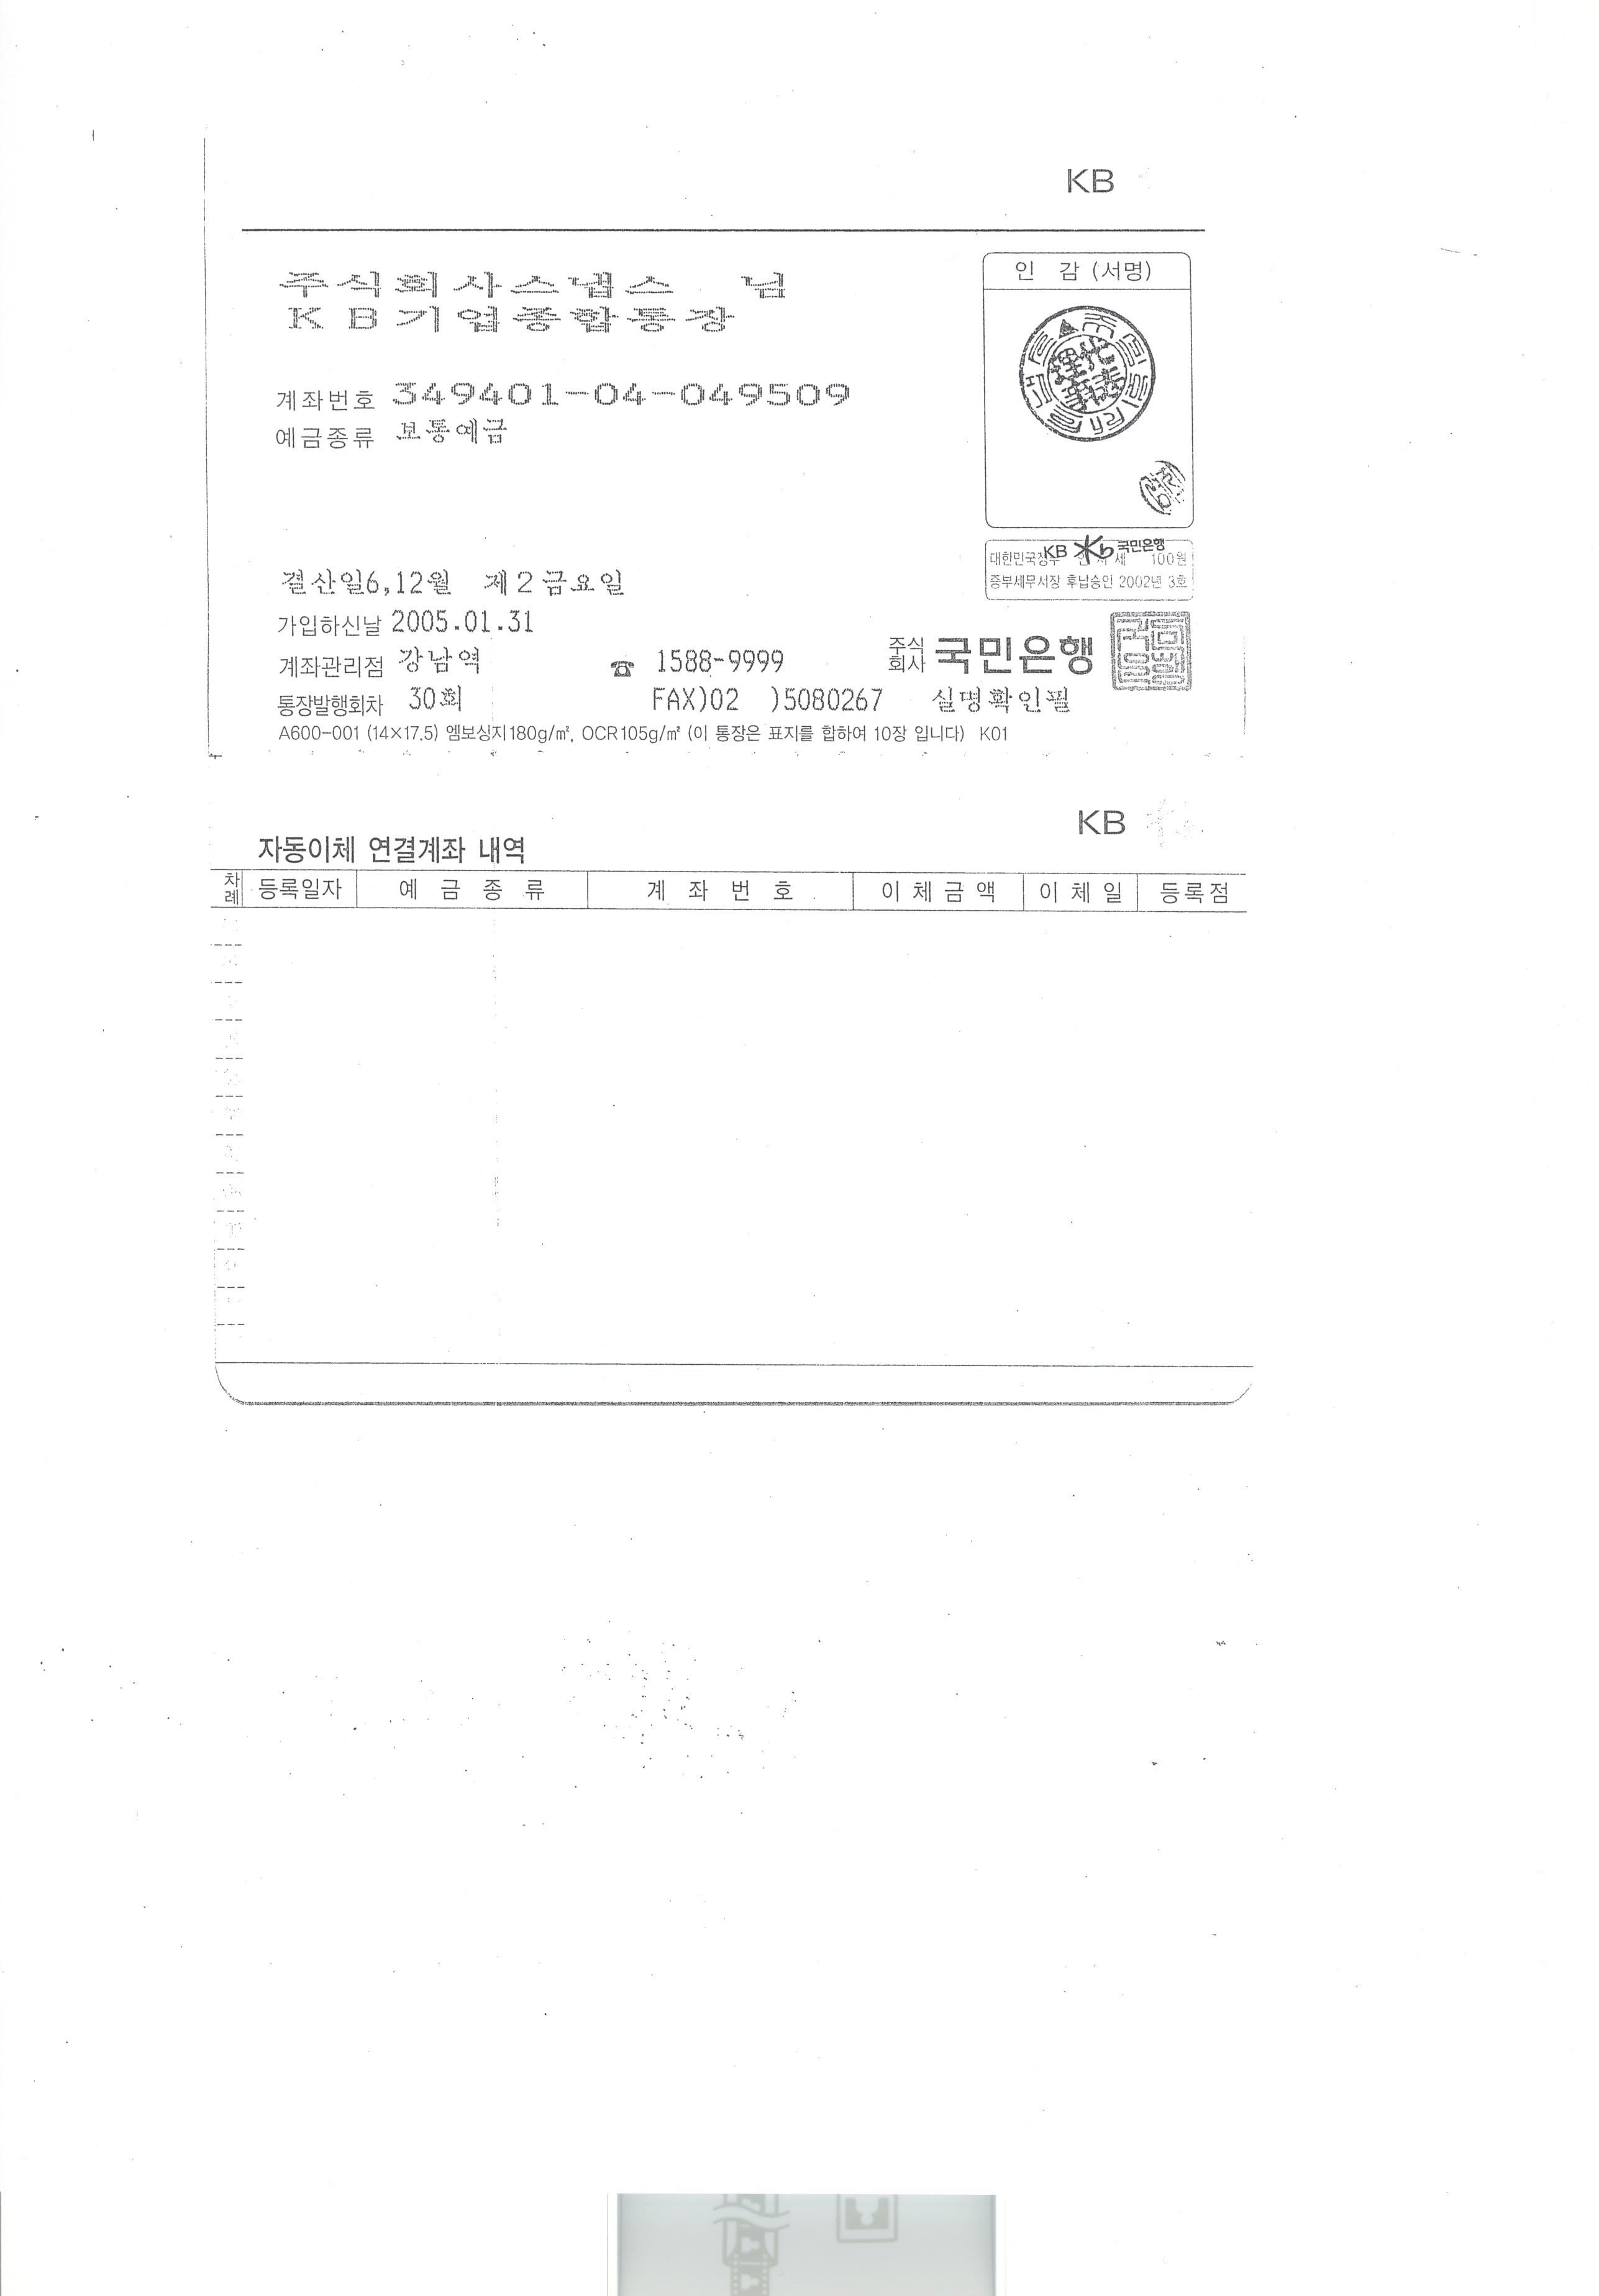 KB
주식회사스냅스 님
KB기업종합통장
인 감 (서명)
계좌번호 349401-04-049509
예금종류 보통예금
KB Kb 국민은행
대한민국정부 인지세 100원
중부세무서장 후납승인 2002년 3호
결산일6,12월 제2금요일
가입하신날 2005.01.31
계좌관리점 강남역 ☎ 1588-9999 주식회사 국민은행
통장발행회차 30회 FAX)02 )5080267 실명확인필
A600-001 (14×17.5) 엠보싱지180g/㎡, OCR105g/㎡ (이 통장은 표지를 합하여 10장 입니다) K01
KB
자동이체 연결계좌 내역
차례 등록일자 예금종류 계좌번호 이체금액 이체일 등록점